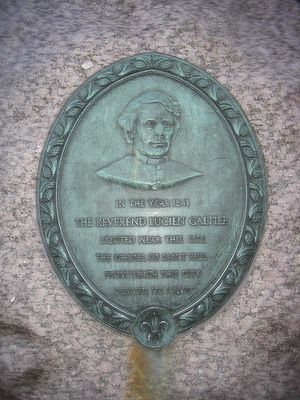 IN THE YEAR 1841
THE REVEREND LUCIEN GALTIER
ERECTED NEAR THIS SITE
THE CHAPEL OF SAINT PAUL
FROM WHICH THIS CITY
DERIVED ITS NAME